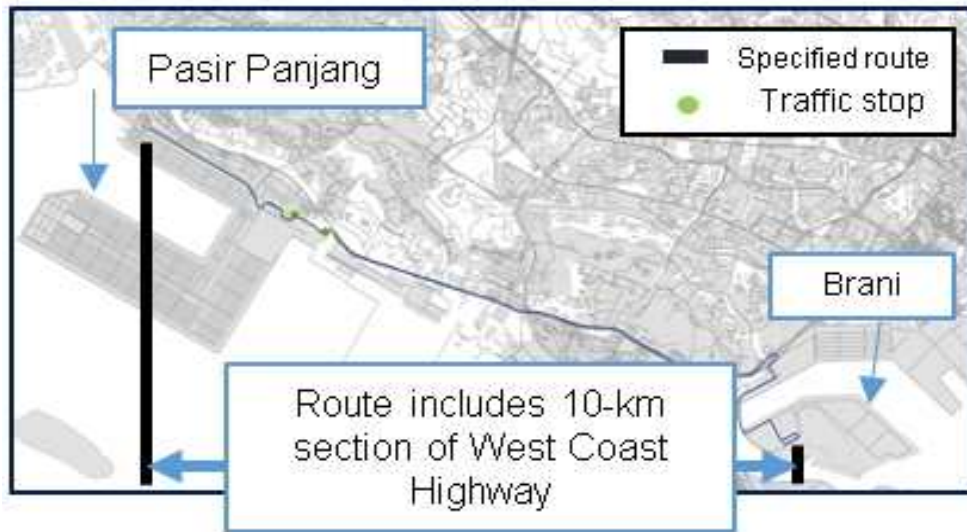 Pasir Panjang
Specified route
Traffic stop
Brani
Route includes 10-km
section of West Coast
Highway